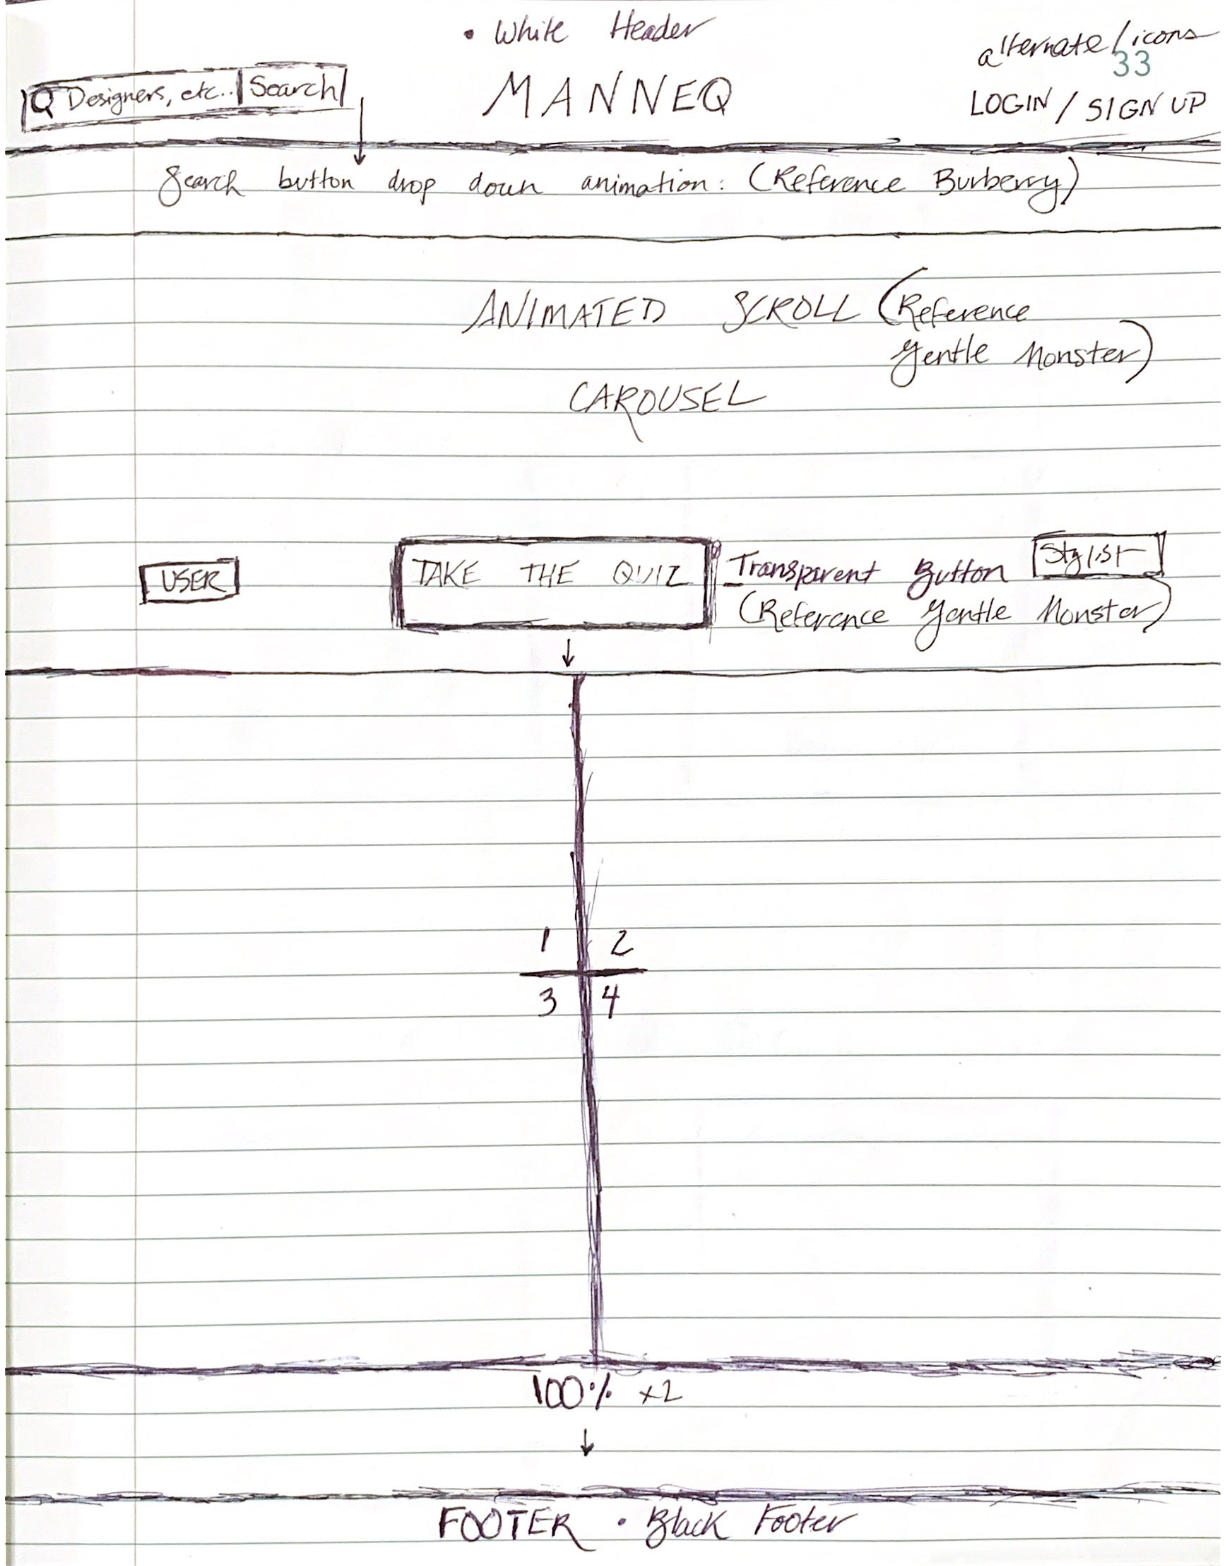 • White Header
alternate/icons
33
Q Designers, etc.. Search
MANNEQ
LOGIN / SIGN UP
Search button drop down animation: (Reference Burberry)
ANIMATED SCROLL (Reference
Gentle Monster)
CAROUSEL
USER
TAKE THE QUIZ
Transparent Button
Stylist
(Reference Gentle Monster)
1 2
3 4
100% x2
FOOTER • Black Footer